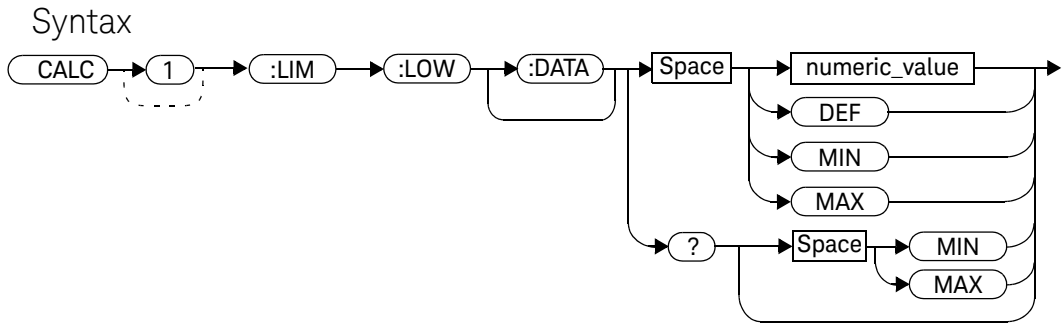 Syntax
CALC 1 :LIM :LOW :DATA Space numeric_value
DEF
MIN
MAX
? Space MIN
MAX